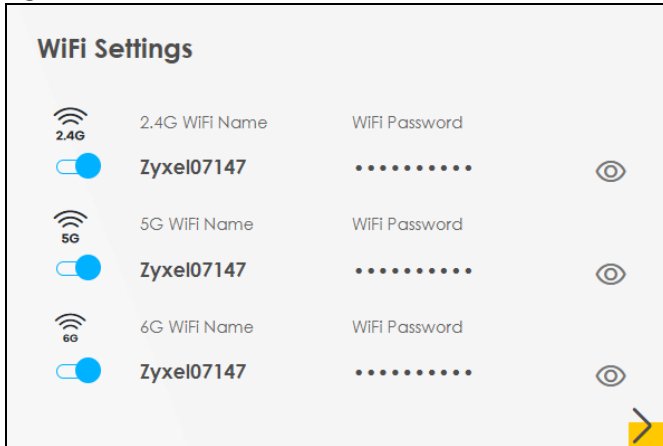 WiFi Settings
2.4G 2.4G WiFi Name WiFi Password
Zyxel07147 ••••••••••
5G 5G WiFi Name WiFi Password
Zyxel07147 ••••••••••
6G 6G WiFi Name WiFi Password
Zyxel07147 ••••••••••